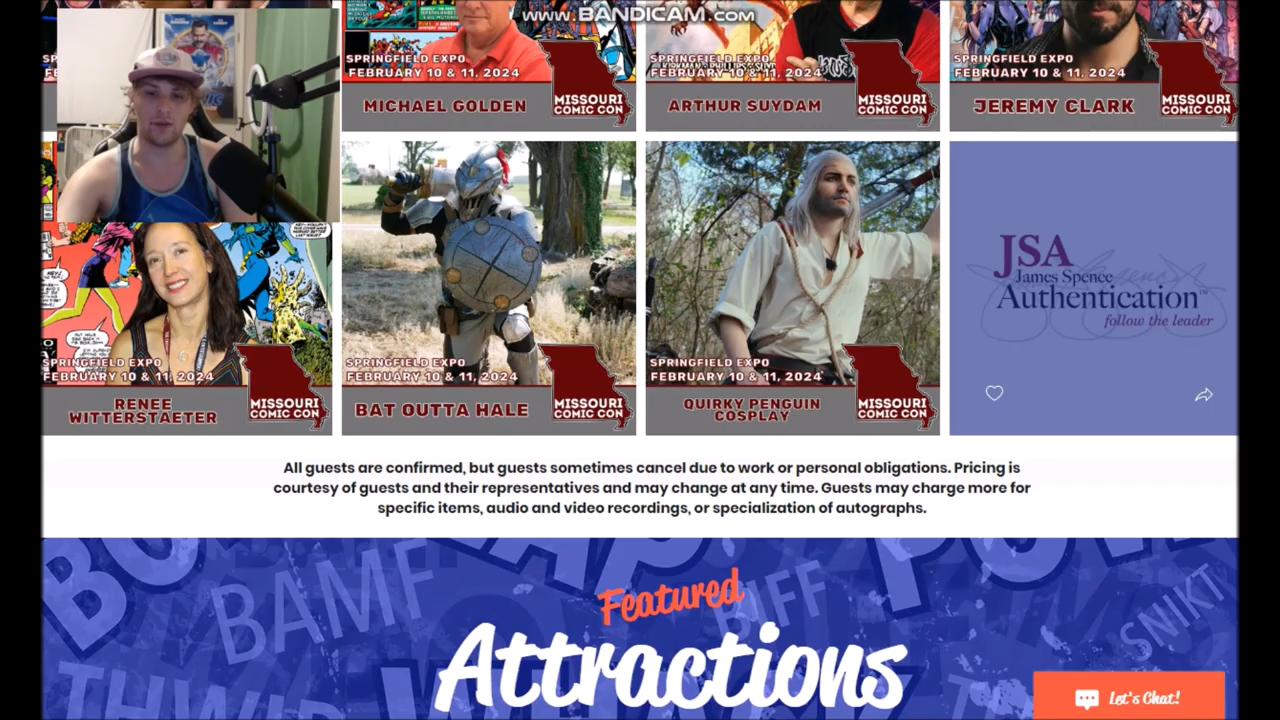 www.BANDICAM.com
SPRINGFIELD EXPO
FEBRUARY 10 & 11, 2024
MICHAEL GOLDEN
MISSOURI
COMIC CON
SPRINGFIELD EXPO
FEBRUARY 10 & 11, 2024
ARTHUR SUYDAM
MISSOURI
COMIC CON
SPRINGFIELD EXPO
FEBRUARY 10 & 11, 2024
JEREMY CLARK
MISSOURI
COMIC CON
SPRINGFIELD EXPO
FEBRUARY 10 & 11, 2024
RENEE
WITTERSTAETER
MISSOURI
COMIC CON
SPRINGFIELD EXPO
FEBRUARY 10 & 11, 2024
BAT OUTTA HALE
MISSOURI
COMIC CON
SPRINGFIELD EXPO
FEBRUARY 10 & 11, 2024
QUIRKY PENGUIN
COSPLAY
MISSOURI
COMIC CON
JSA
James Spence
Authentication™
follow the leader
All guests are confirmed, but guests sometimes cancel due to work or personal obligations. Pricing is
courtesy of guests and their representatives and may change at any time. Guests may charge more for
specific items, audio and video recordings, or specialization of autographs.
BAMF
BIFF
SNIKT
Featured
Attractions
Let's Chat!